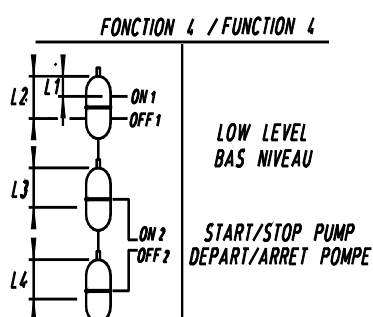 FONCTION 4 / FUNCTION 4
L1
L2
ON 1
OFF 1
LOW LEVEL
BAS NIVEAU
L3
ON 2
OFF 2
START/STOP PUMP
DEPART/ARRET POMPE
L4